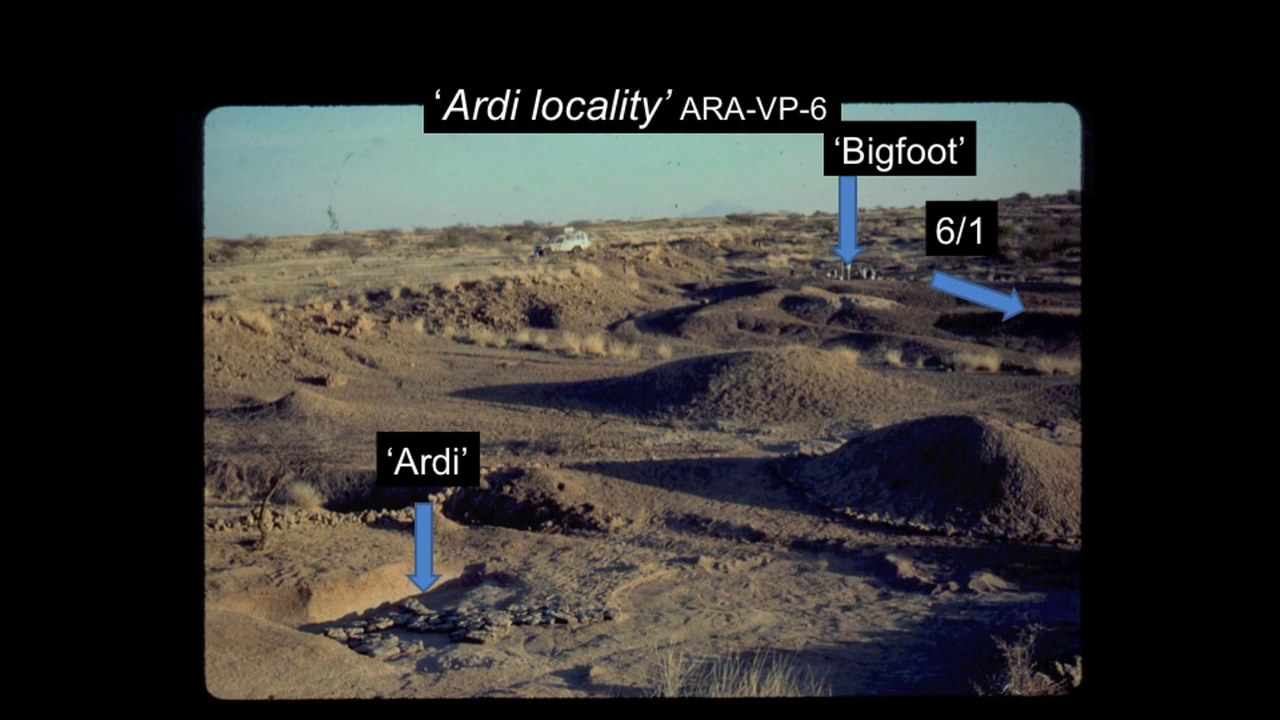 ‘Ardi locality’ ARA-VP-6
‘Bigfoot’
6/1
‘Ardi’